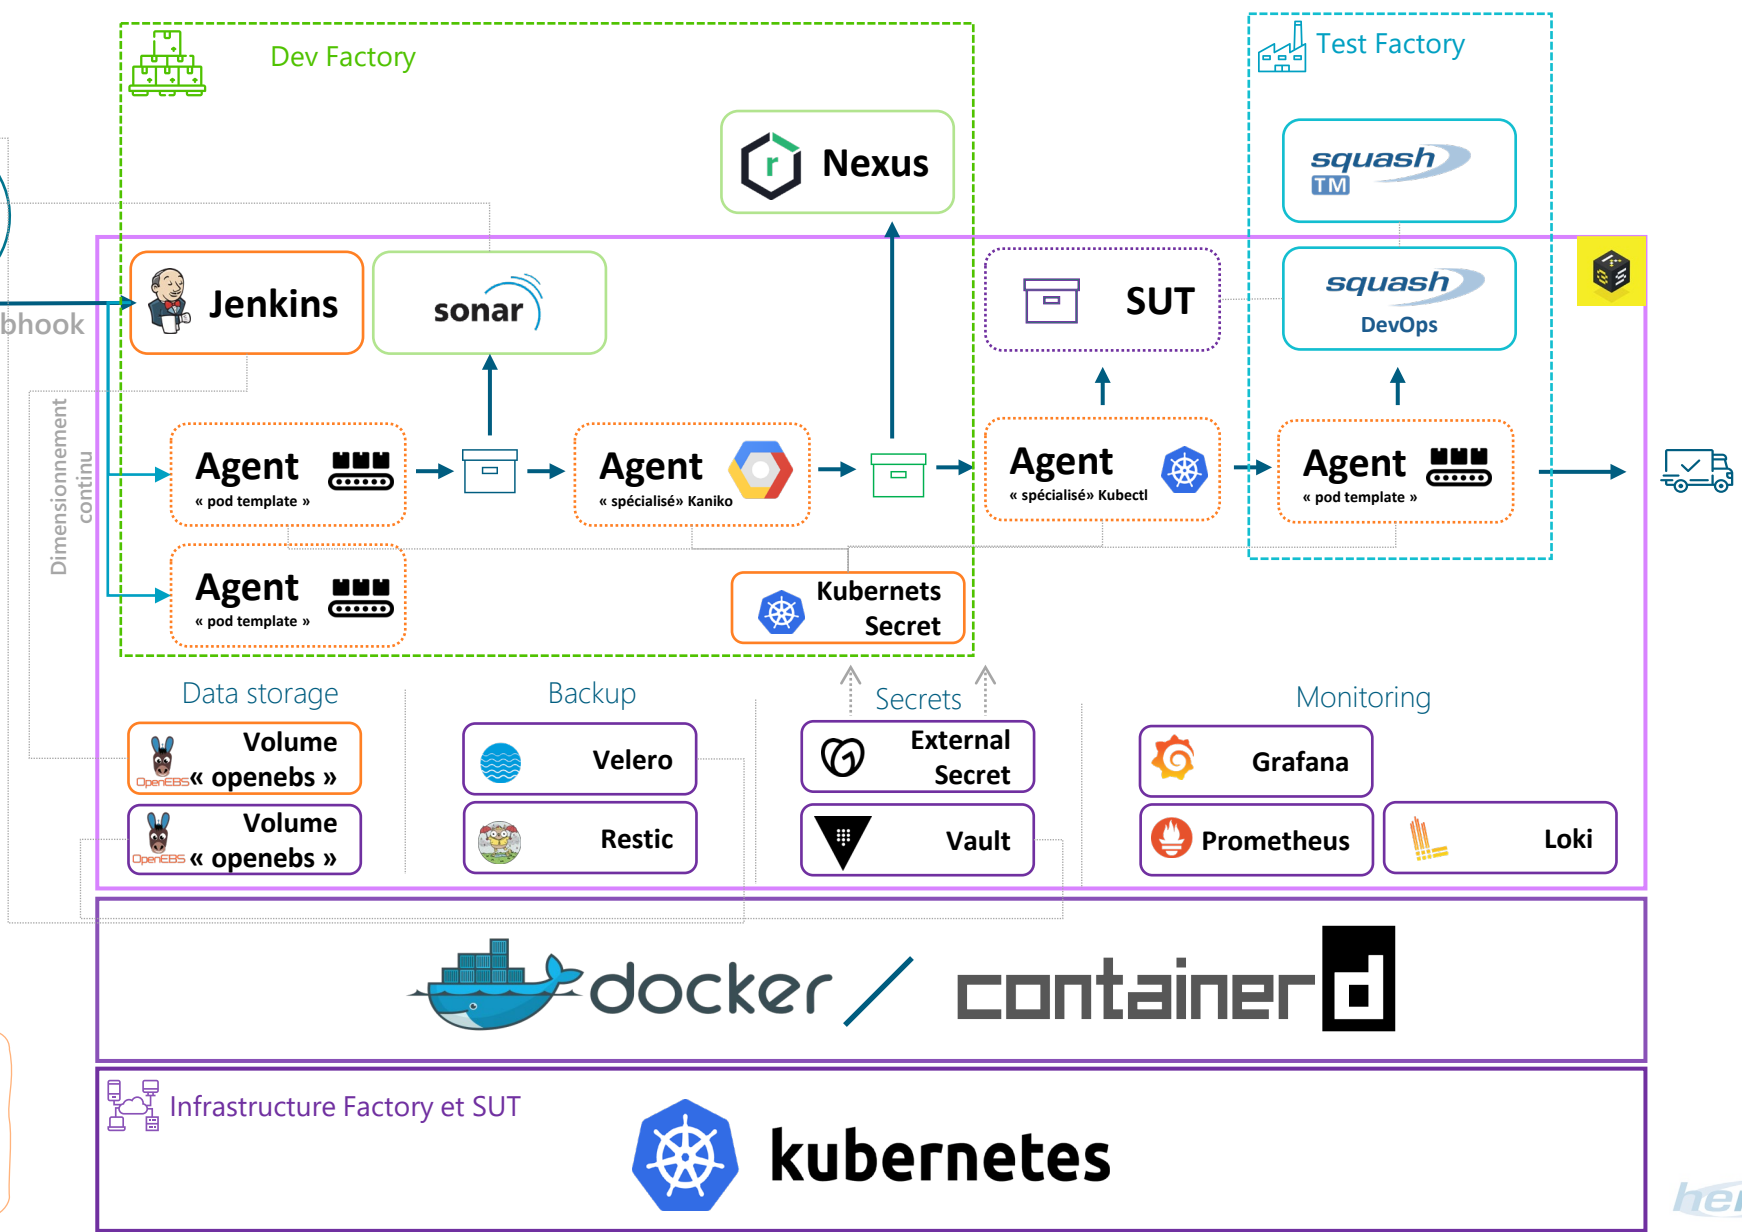 Dev Factory
Test Factory
r Nexus
squash
TM
Jenkins
sonar
SUT
squash
DevOps
bhook
Dimensionnement
continu
Agent
« pod template »
Agent
« spécialisé» Kaniko
Agent
« spécialisé» Kubectl
Agent
« pod template »
Agent
« pod template »
Kubernets
Secret
Data storage
Backup
Secrets
Monitoring
OpenEBS
Volume
« openebs »
Velero
External
Secret
Grafana
OpenEBS
Volume
« openebs »
Restic
Vault
Prometheus
Loki
docker / containerd
Infrastructure Factory et SUT
kubernetes